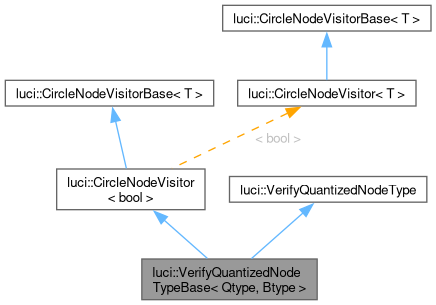 luci::CircleNodeVisitorBase< T >
luci::CircleNodeVisitorBase< T >
luci::CircleNodeVisitor< T >
< bool >
luci::CircleNodeVisitor
< bool >
luci::VerifyQuantizedNodeType
luci::VerifyQuantizedNode
TypeBase< Qtype, Btype >